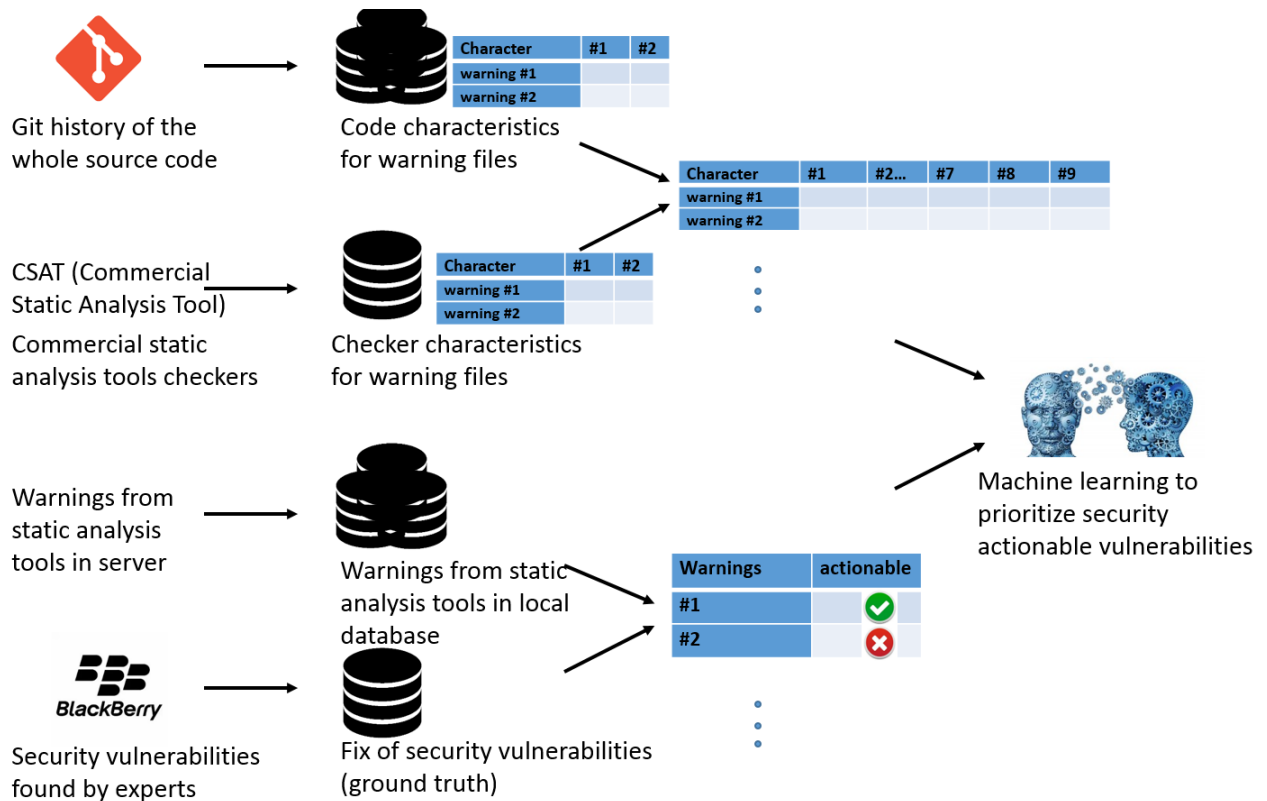 Character #1 #2
warning #1
warning #2
Git history of the
whole source code
Code characteristics
for warning files
Character #1 #2... #7 #8 #9
warning #1
warning #2
CSAT (Commercial
Static Analysis Tool)
Commercial static
analysis tools checkers
Character #1 #2
warning #1
warning #2
Checker characteristics
for warning files
Machine learning to
prioritize security
actionable vulnerabilities
Warnings from
static analysis
tools in server
Warnings from static
analysis tools in local
database
Warnings actionable
#1
#2
BlackBerry
Security vulnerabilities
found by experts
Fix of security vulnerabilities
(ground truth)